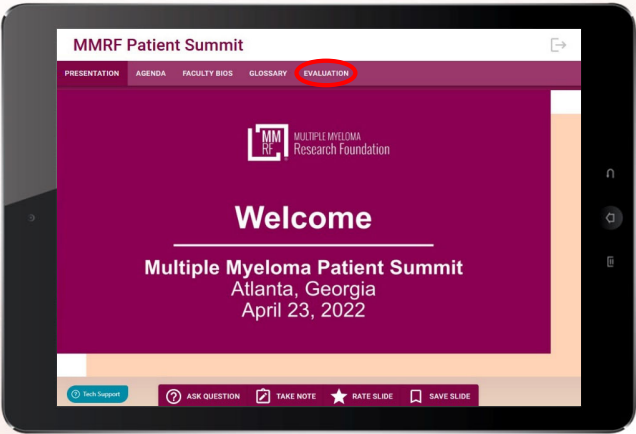 MMRF Patient Summit
PRESENTATION AGENDA FACULTY BIOS GLOSSARY EVALUATION
MM
RF
MULTIPLE MYELOMA
Research Foundation
Welcome
Multiple Myeloma Patient Summit
Atlanta, Georgia
April 23, 2022
? Tech Support
? ASK QUESTION TAKE NOTE RATE SLIDE SAVE SLIDE